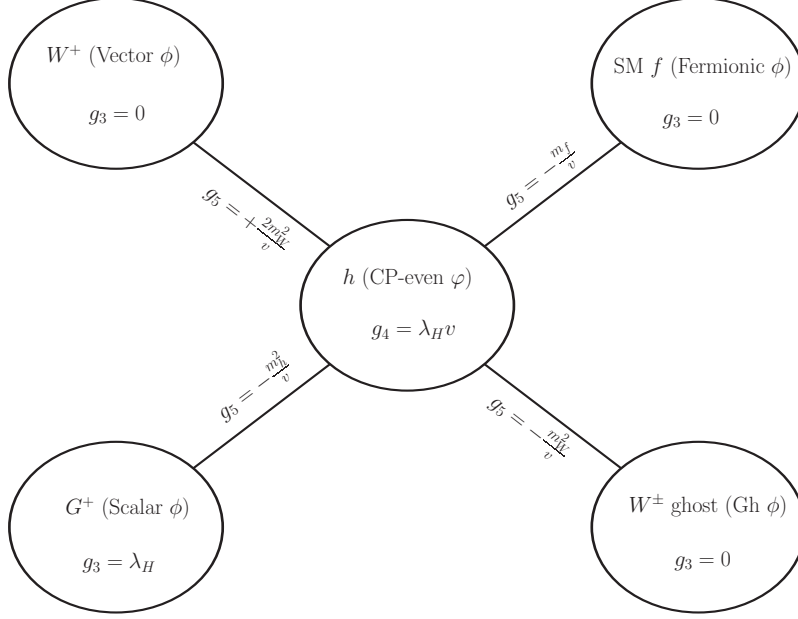 W⁺ (Vector φ)
g₃ = 0
SM f (Fermionic φ)
g₃ = 0
g₅ = +2m²_W/v
g₅ = −m_f/v
h (CP-even φ)
g₄ = λ_H v
g₅ = −m²_h/v
g₅ = −m²_W/v
G⁺ (Scalar φ)
g₃ = λ_H
W± ghost (Gh φ)
g₃ = 0